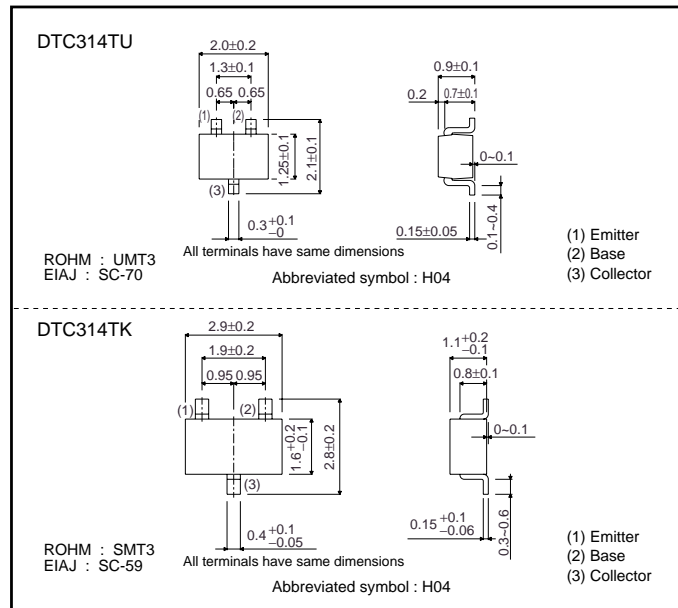 DTC314TU
2.0±0.2
1.3±0.1
0.65 0.65
(1) (2)
(3)
1.25±0.1
2.1±0.1
0.3 +0.1 −0
All terminals have same dimensions
0.9±0.1
0.2 0.7±0.1
0~0.1
0.15±0.05
0.1~0.4
ROHM : UMT3
EIAJ : SC-70
Abbreviated symbol : H04
(1) Emitter
(2) Base
(3) Collector
DTC314TK
2.9±0.2
1.9±0.2
0.95 0.95
(1) (2)
(3)
1.6 +0.2 −0.1
2.8±0.2
0.4 +0.1 −0.05
All terminals have same dimensions
1.1 +0.2 −0.1
0.8±0.1
0~0.1
0.15 +0.1 −0.06
0.3~0.6
ROHM : SMT3
EIAJ : SC-59
Abbreviated symbol : H04
(1) Emitter
(2) Base
(3) Collector